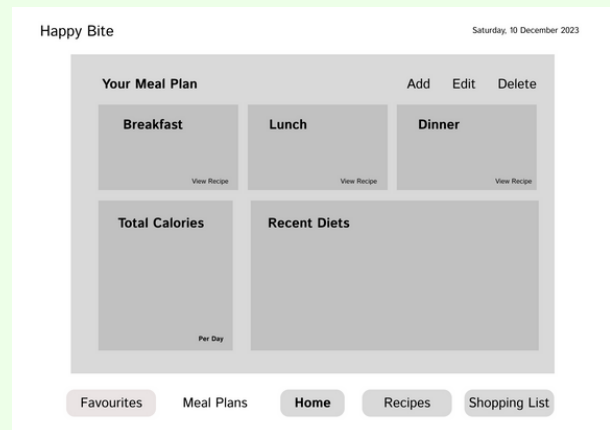 Happy Bite
Saturday, 10 December 2023
Your Meal Plan
Add Edit Delete
Breakfast
View Recipe
Lunch
View Recipe
Dinner
View Recipe
Total Calories
Per Day
Recent Diets
Favourites
Meal Plans
Home
Recipes
Shopping List